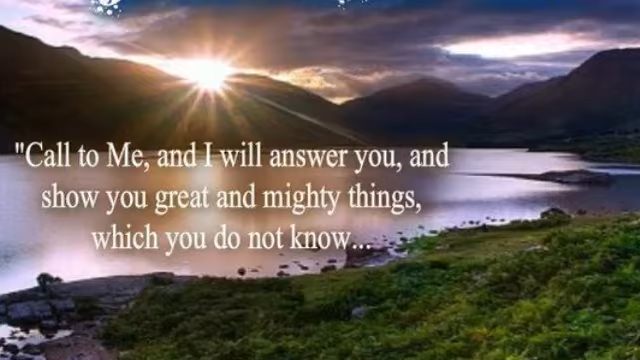 "Call to Me, and I will answer you, and
show you great and mighty things,
which you do not know...